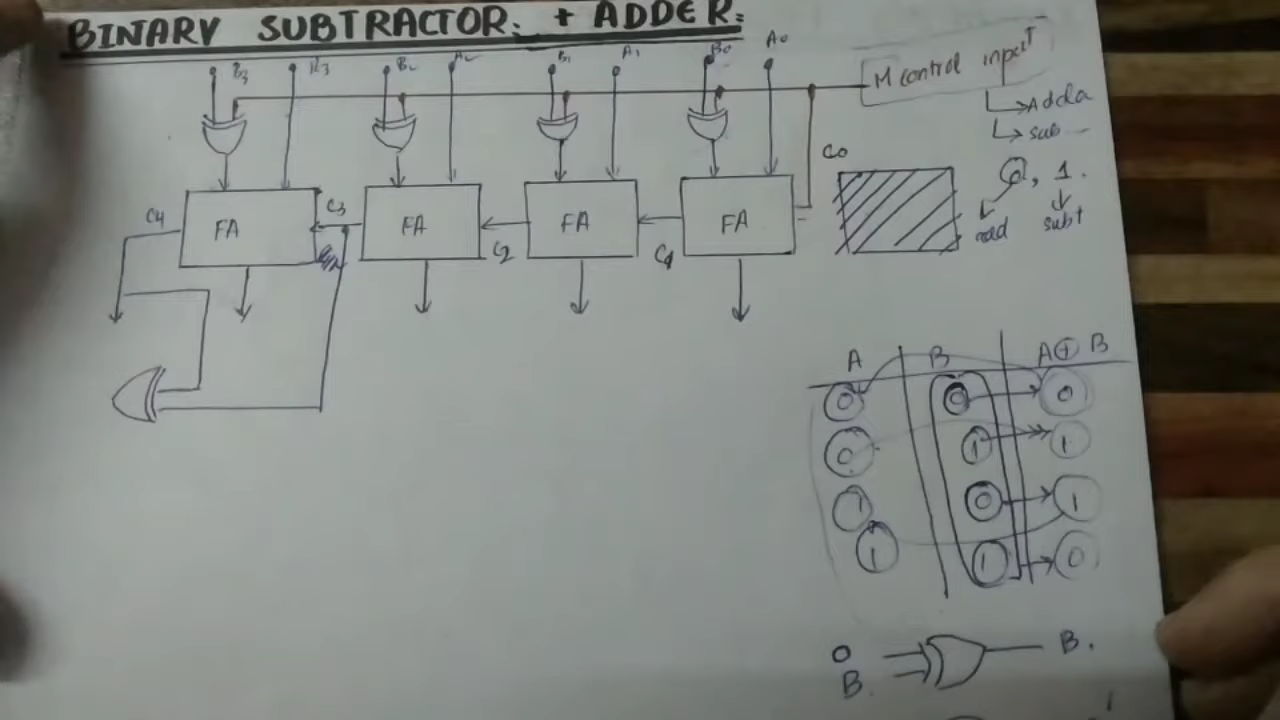 BINARY SUBTRACTOR. + ADDER:
B3 A3 B2 A2 B1 A1 B0 A0
M control input
Adda
sub
C0
0, 1.
add subt
C4 FA C3 FA C2 FA C1 FA
A B A⊕B
0 0 0
0 1 1
1 0 1
1 1 0
0
B.
B.
1